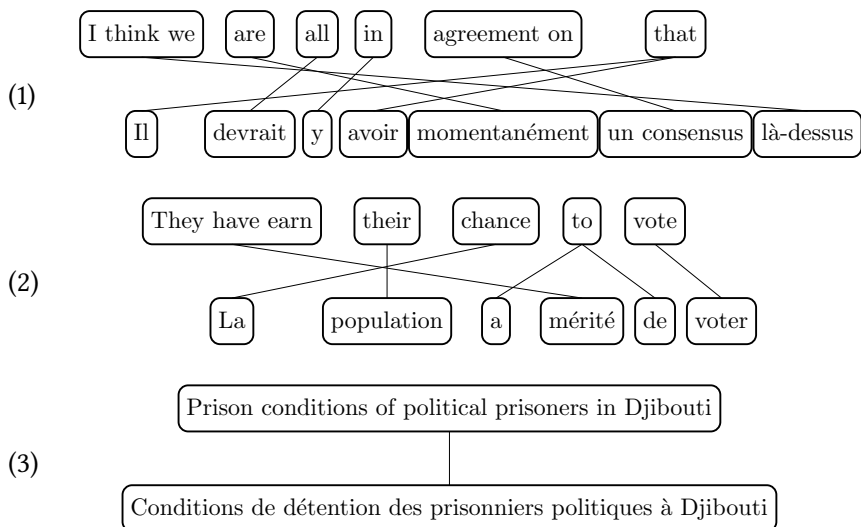 I think we are all in agreement on that
(1)
Il devrait y avoir momentanément un consensus là-dessus
They have earn their chance to vote
(2)
La population a mérité de voter
Prison conditions of political prisoners in Djibouti
(3)
Conditions de détention des prisonniers politiques à Djibouti